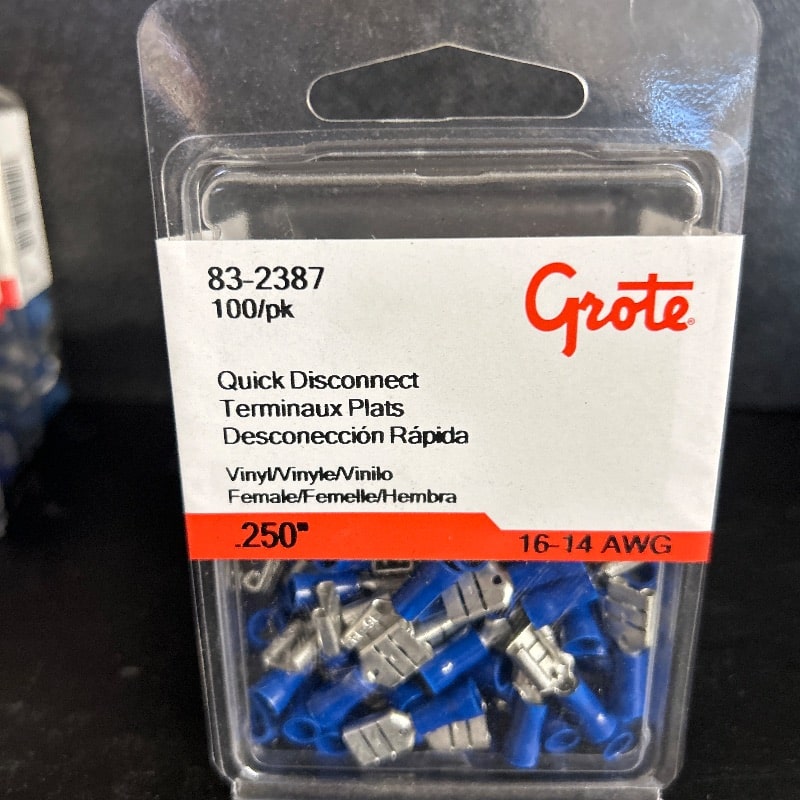 83-2387
100/pk
Grote®
Quick Disconnect
Terminaux Plats
Desconección Rápida
Vinyl/Vinyle/Vinilo
Female/Femelle/Hembra
.250"
16-14 AWG